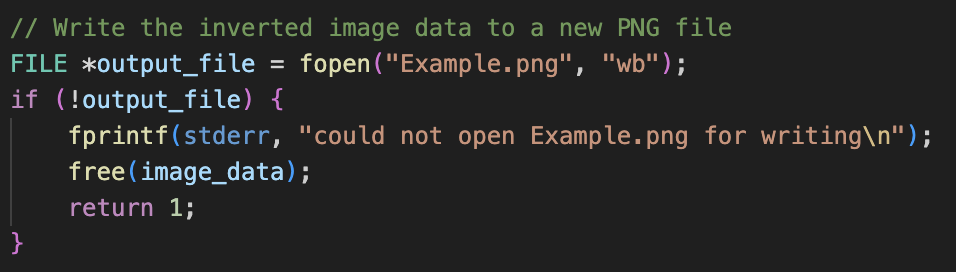 // Write the inverted image data to a new PNG file
FILE *output_file = fopen("Example.png", "wb");
if (!output_file) {
    fprintf(stderr, "could not open Example.png for writing\n");
    free(image_data);
    return 1;
}